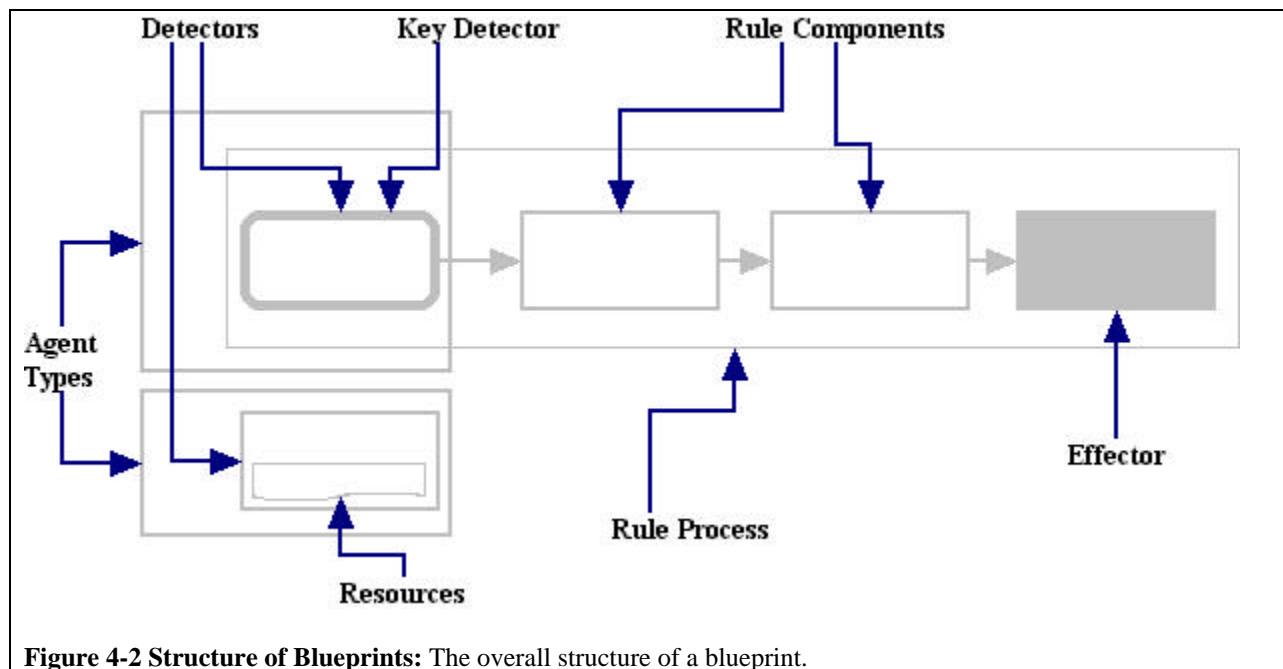 Detectors
Key Detector
Rule Components
Agent
Types
Effector
Rule Process
Resources
Figure 4-2 Structure of Blueprints: The overall structure of a blueprint.